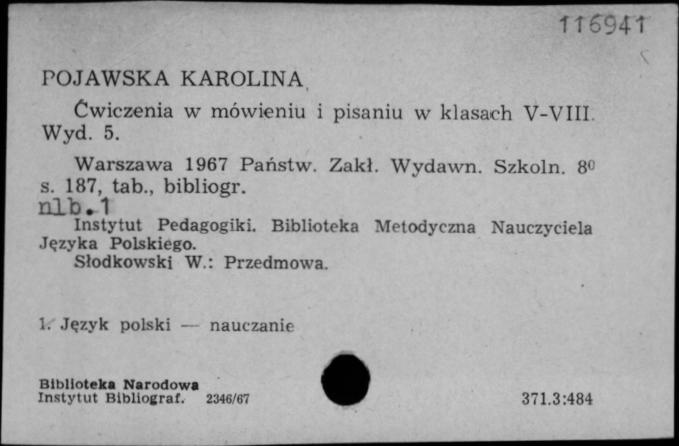 116941
POJAWSKA KAROLINA
Ćwiczenia w mówieniu i pisaniu w klasach V-VIII.
Wyd. 5.
Warszawa 1967 Państw. Zakł. Wydawn. Szkoln. 8⁰
s. 187, tab., bibliogr.
nlb.1
Instytut Pedagogiki. Biblioteka Metodyczna Nauczyciela
Języka Polskiego.
Słodkowski W.: Przedmowa.
1. Język polski — nauczanie
Biblioteka Narodowa
Instytut Bibliograf. 2346/67
371.3:484